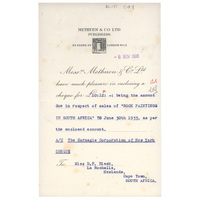 METHUEN & CO LTD
PUBLISHERS
36 ESSEX ST
LONDON W.C.2
NOV 1933
Messrs Methuen & Co. Ltd
have much pleasure in enclosing a
cheque for
being the amount
due in respect of sales of "ROCK PAINTINGS
IN SOUTH AFRICA" TO June 30th 1933, as per
the enclosed account.
A/C The Carnegie Corporation of New York
To.
Miss D.F. Bleek,
La Rochelle,
Newlands,
Cape Town,
SOUTH AFRICA.